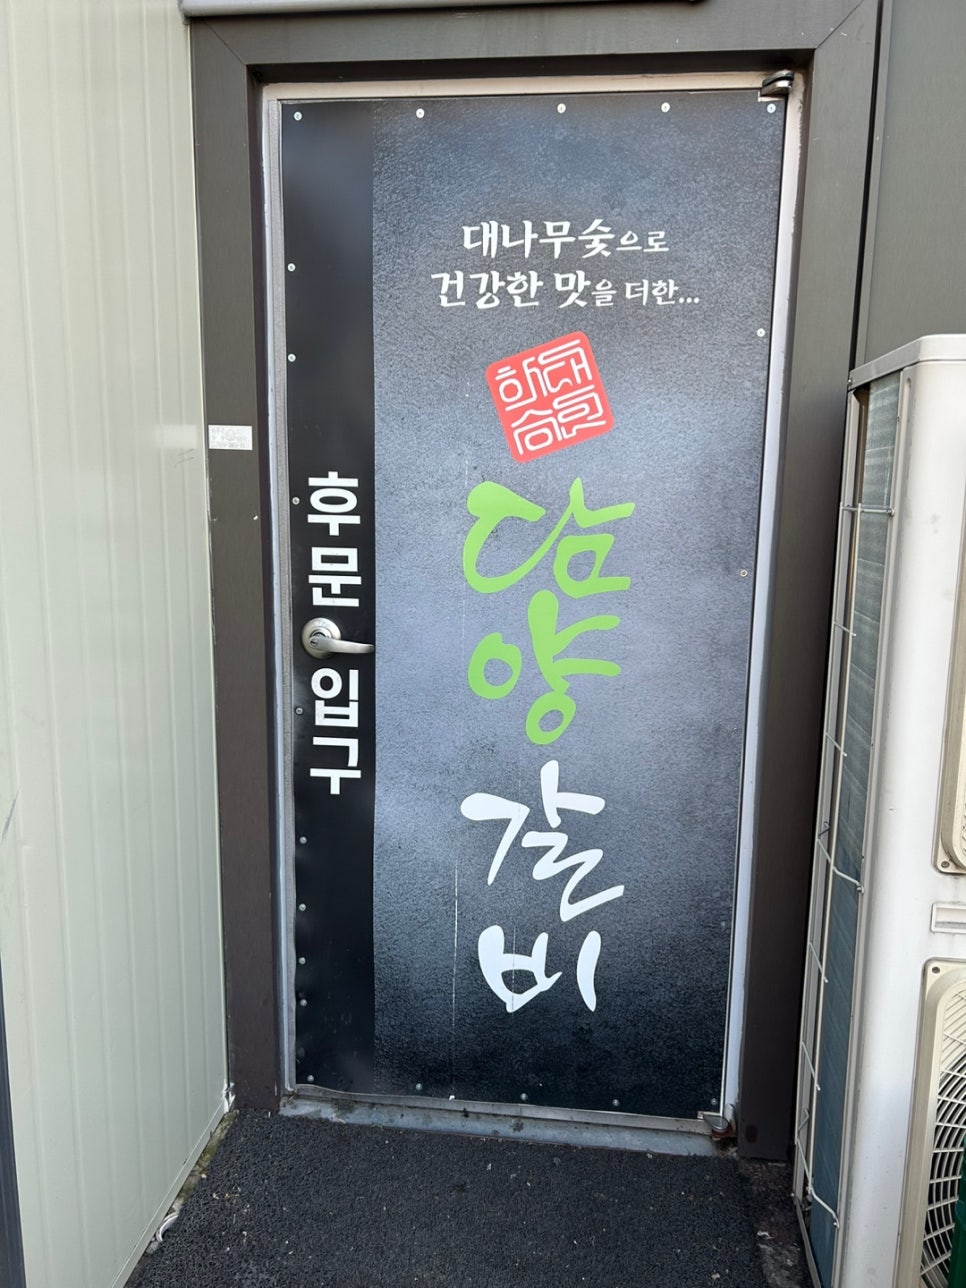 대나무숯으로
건강한 맛을 더한...
담양
갈비
후문입구